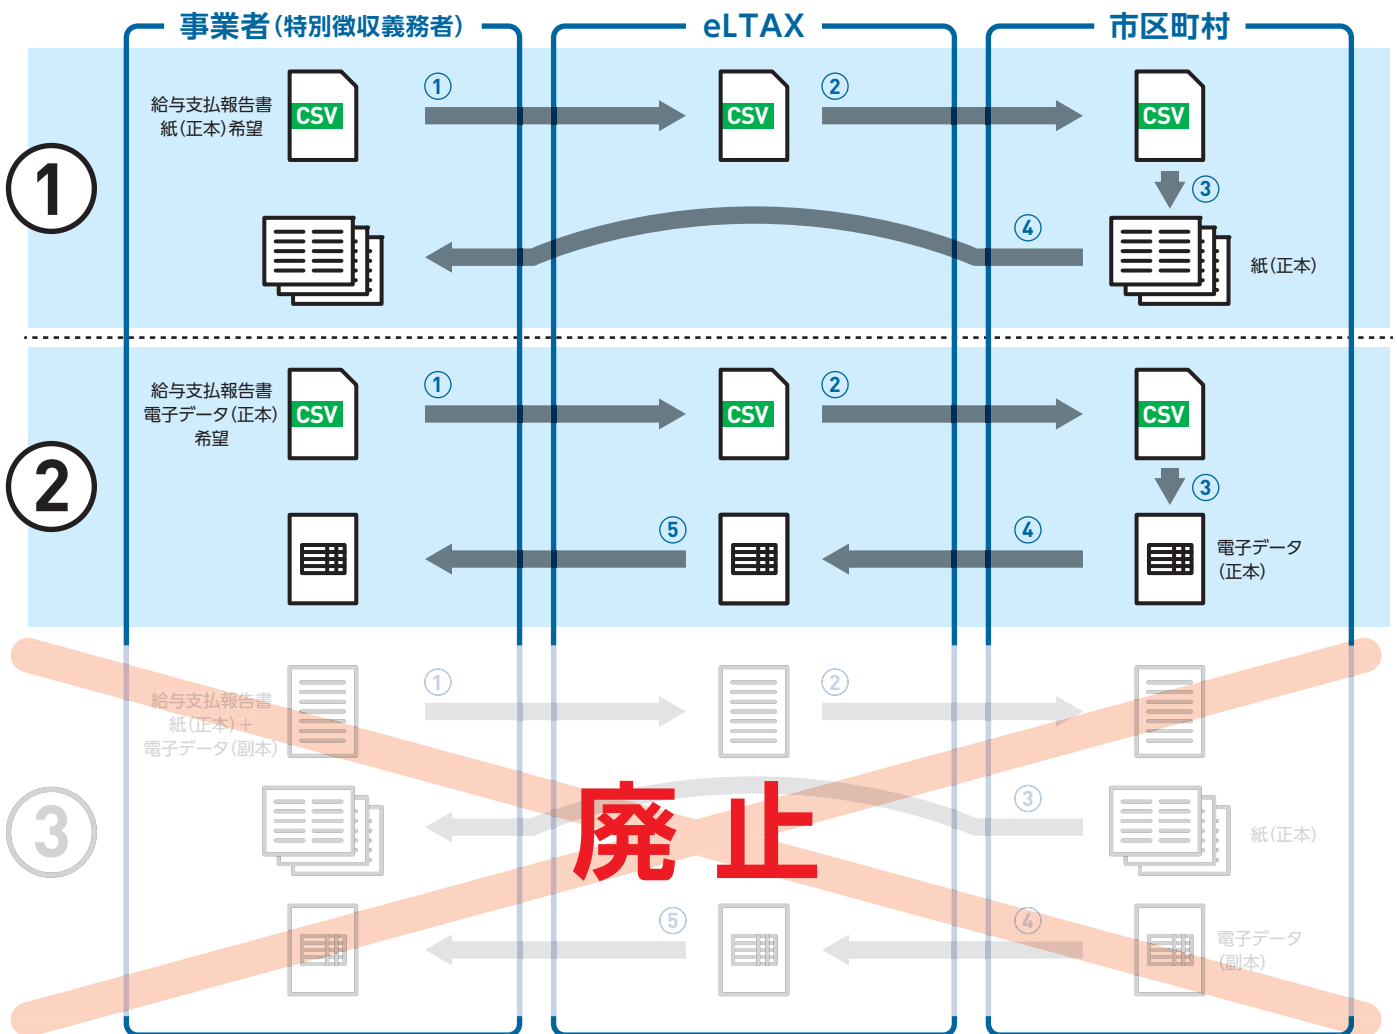 事業者(特別徴収義務者)
eLTAX
市区町村
①
給与支払報告書
紙(正本)希望
CSV
①
CSV
②
CSV
③
④
紙(正本)
②
給与支払報告書
電子データ(正本)
希望
CSV
①
CSV
②
CSV
③
⑤
④
電子データ
(正本)
③
給与支払報告書
紙(正本)+
電子データ(副本)
①
②
廃止
③
紙(正本)
⑤
④
電子データ
(副本)